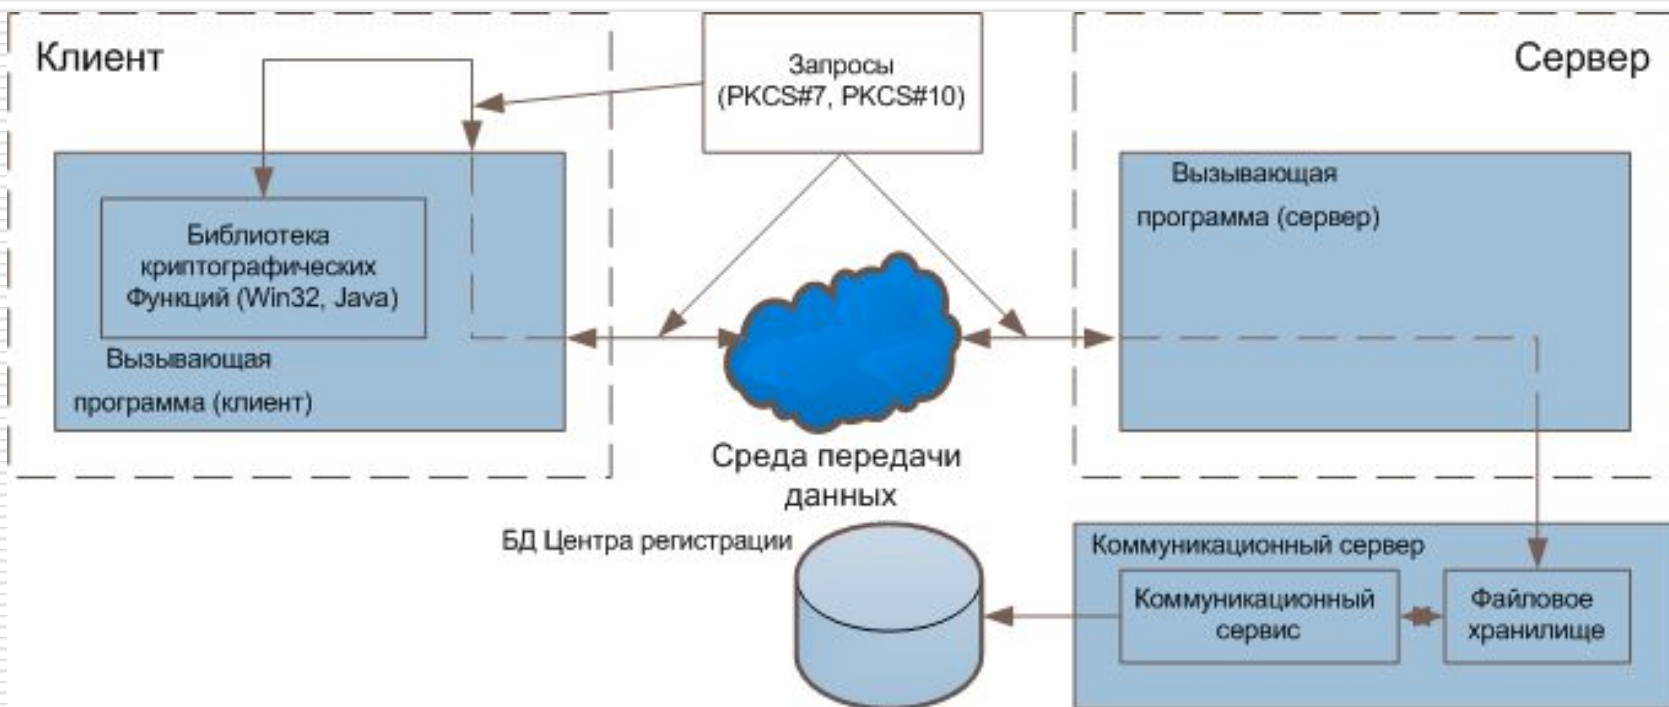 Клиент
Запросы
(PKCS#7, PKCS#10)
Сервер
Библиотека
криптографических
Функций (Win32, Java)
Вызывающая
программа (клиент)
Вызывающая
программа (сервер)
Среда передачи
данных
БД Центра регистрации
Коммуникационный сервер
Коммуникационный
сервис
Файловое
хранилище